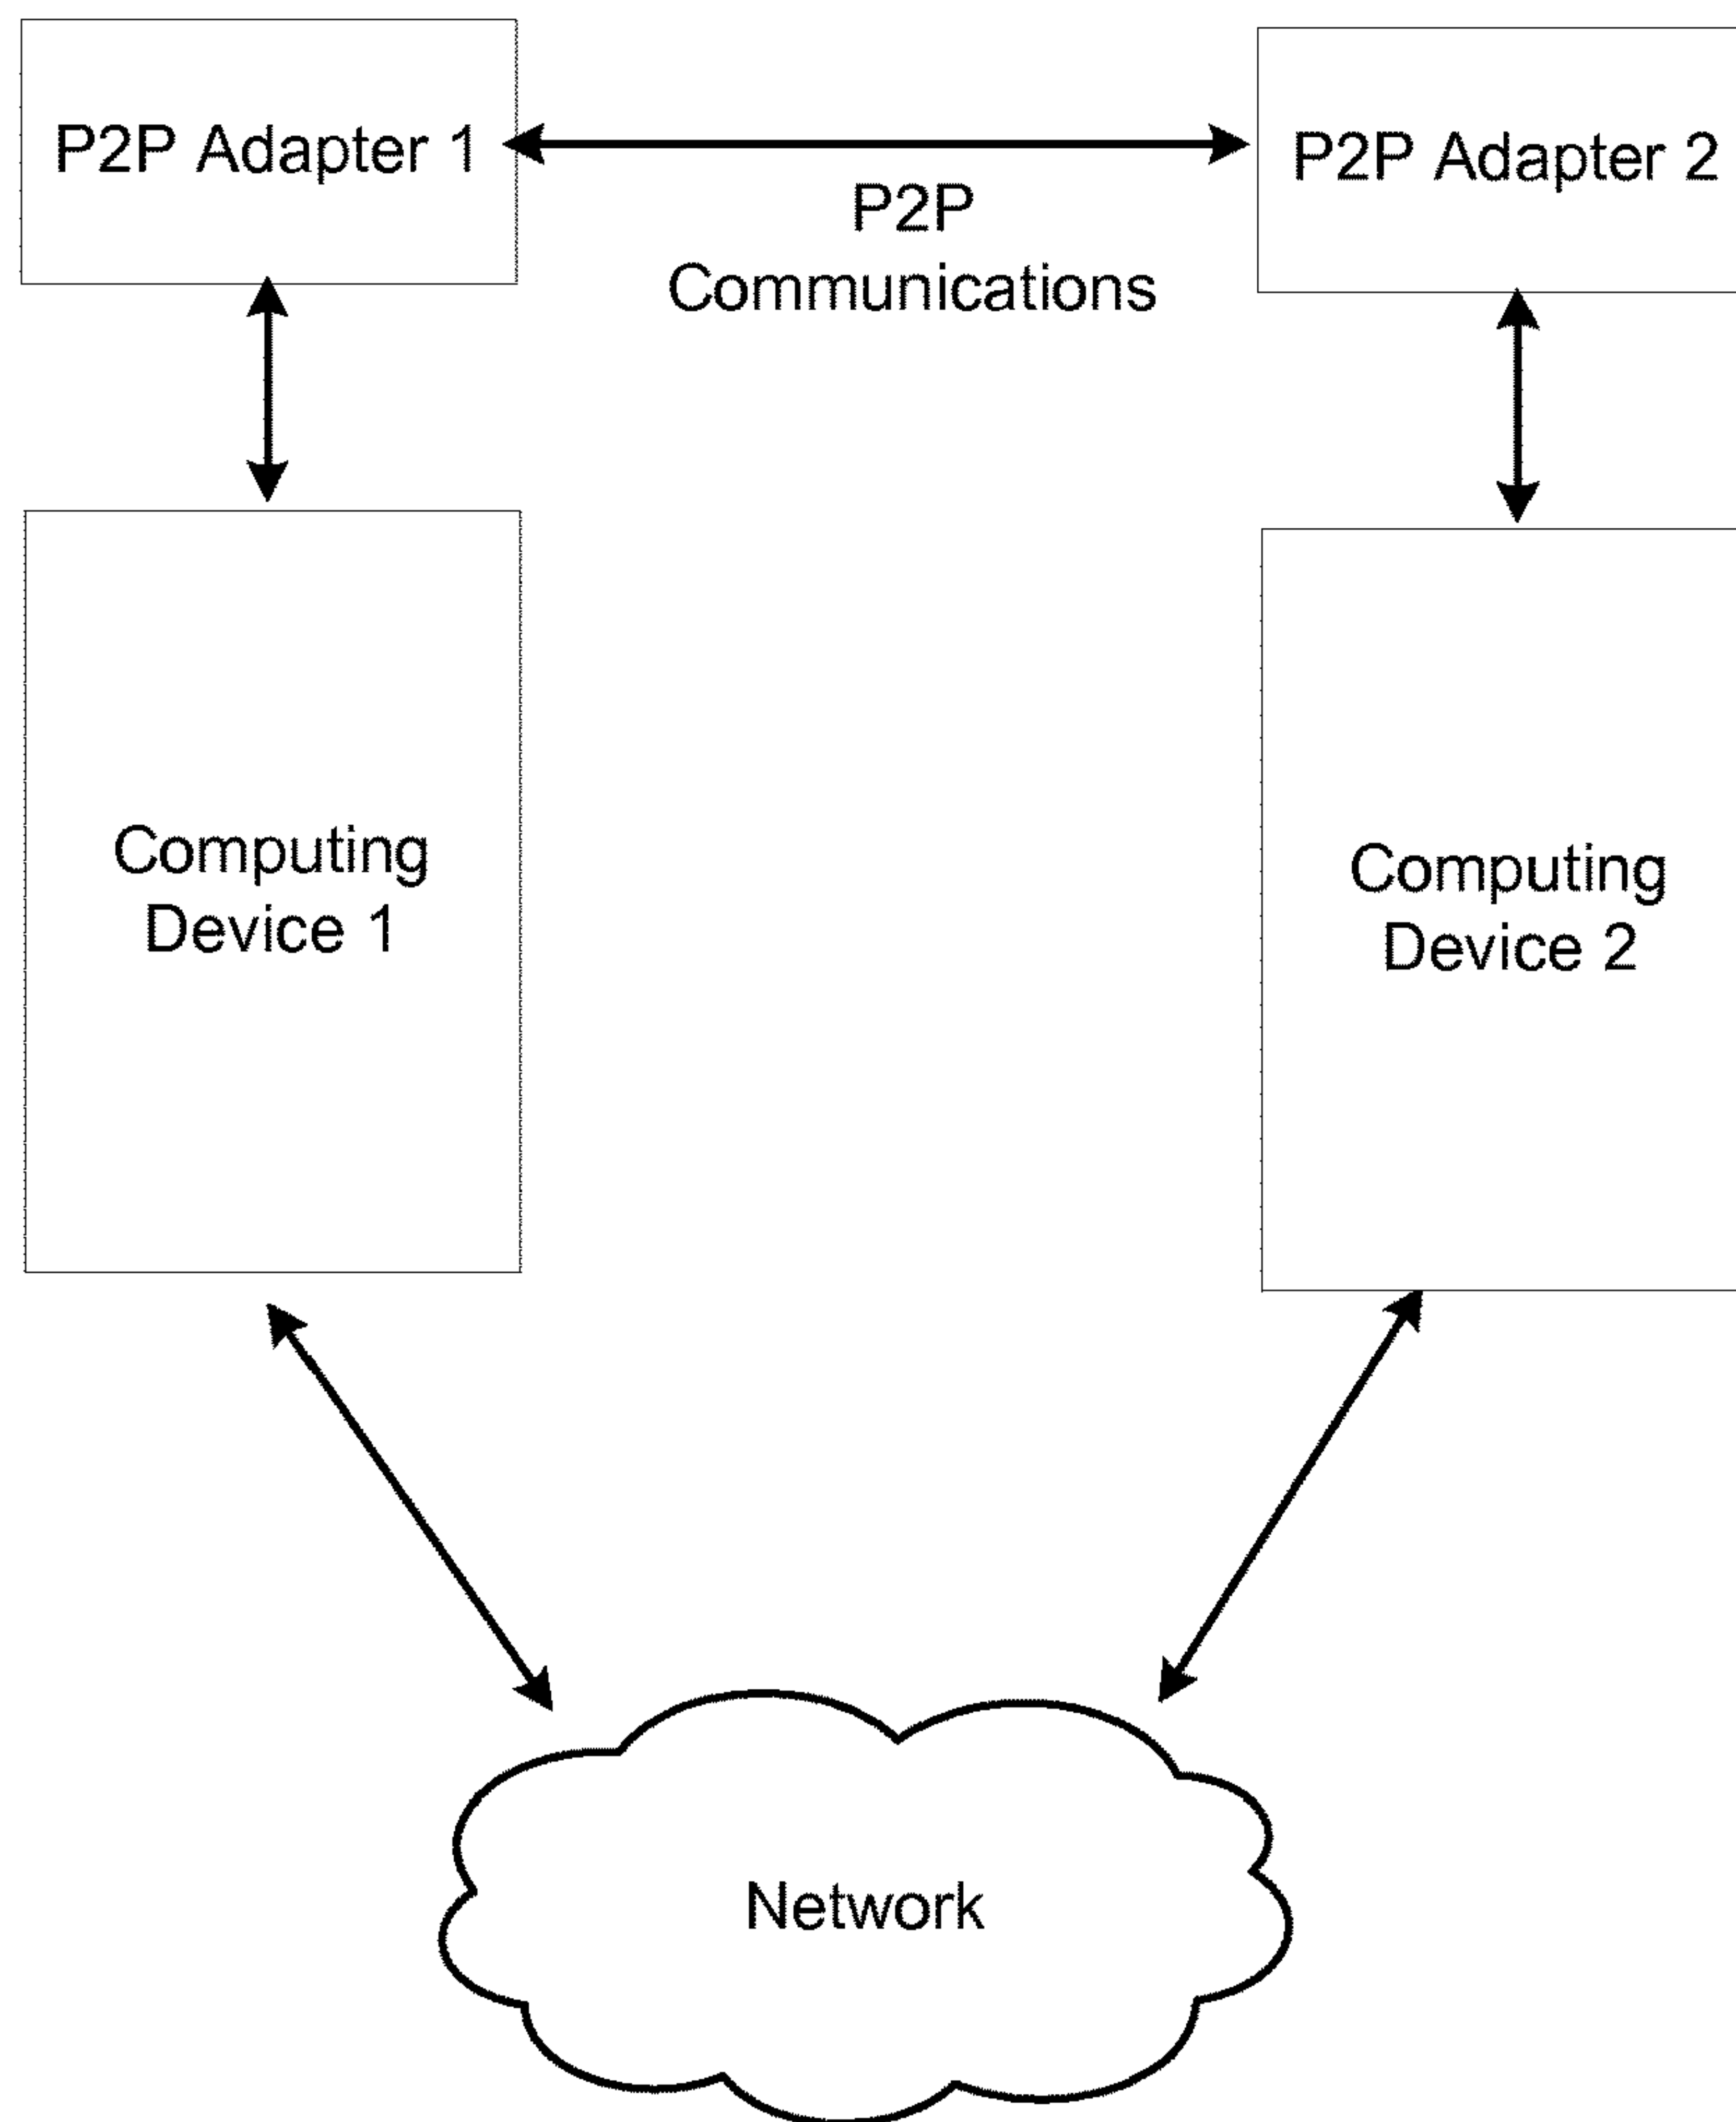 P2P Adapter 1
P2P Adapter 2
P2P
Communications
Computing
Device 1
Computing
Device 2
Network